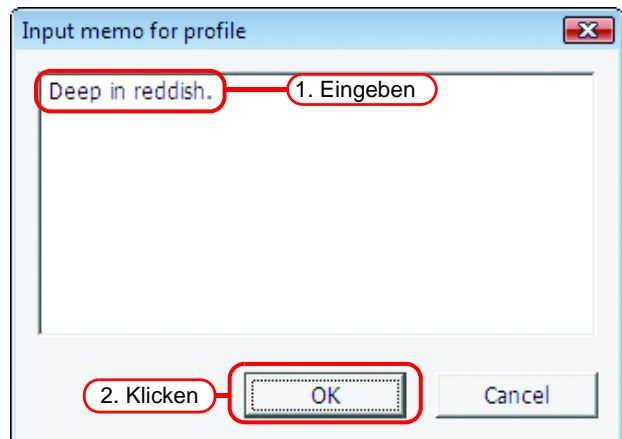 Input memo for profile
Deep in reddish.
1. Eingeben
2. Klicken
OK
Cancel